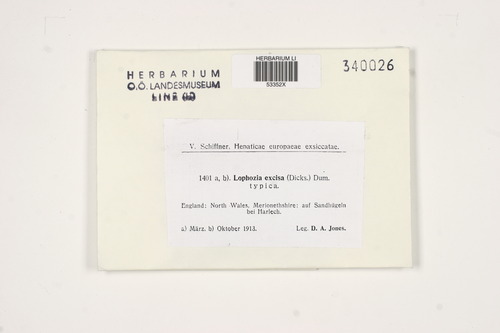 HERBARIUM
O.Ö. LANDESMUSEUM
LINZ
HERBARIUM LI
53352X
340026
V. Schiffner, Hepaticae europaeae exsiccatae.
1401 a, b). Lophozia excisa (Dicks.) Dum.
typica.
England: North Wales, Merionethshire: auf Sandhügeln
bei Harlech.
a) März, b) Oktober 1913.
Leg. D. A. Jones.